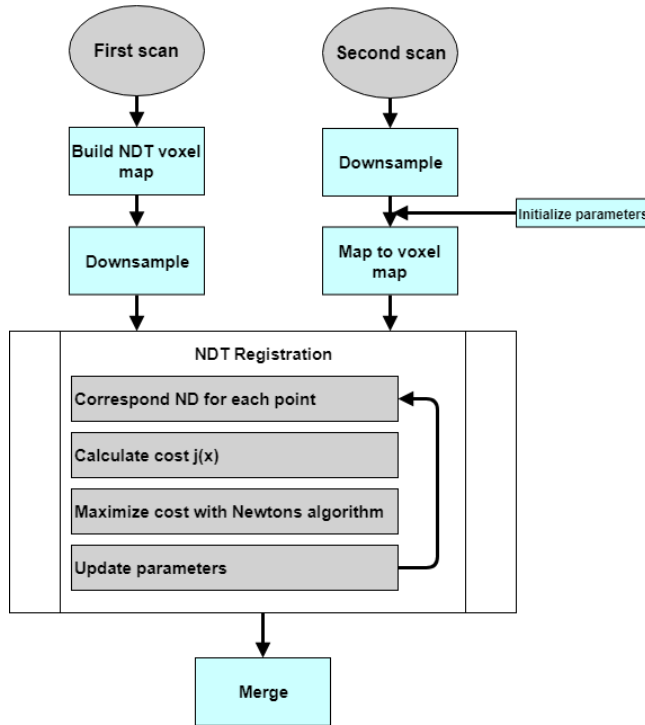 First scan
Second scan
Build NDT voxel
map
Downsample
Initialize parameters
Downsample
Map to voxel
map
NDT Registration
Correspond ND for each point
Calculate cost j(x)
Maximize cost with Newtons algorithm
Update parameters
Merge